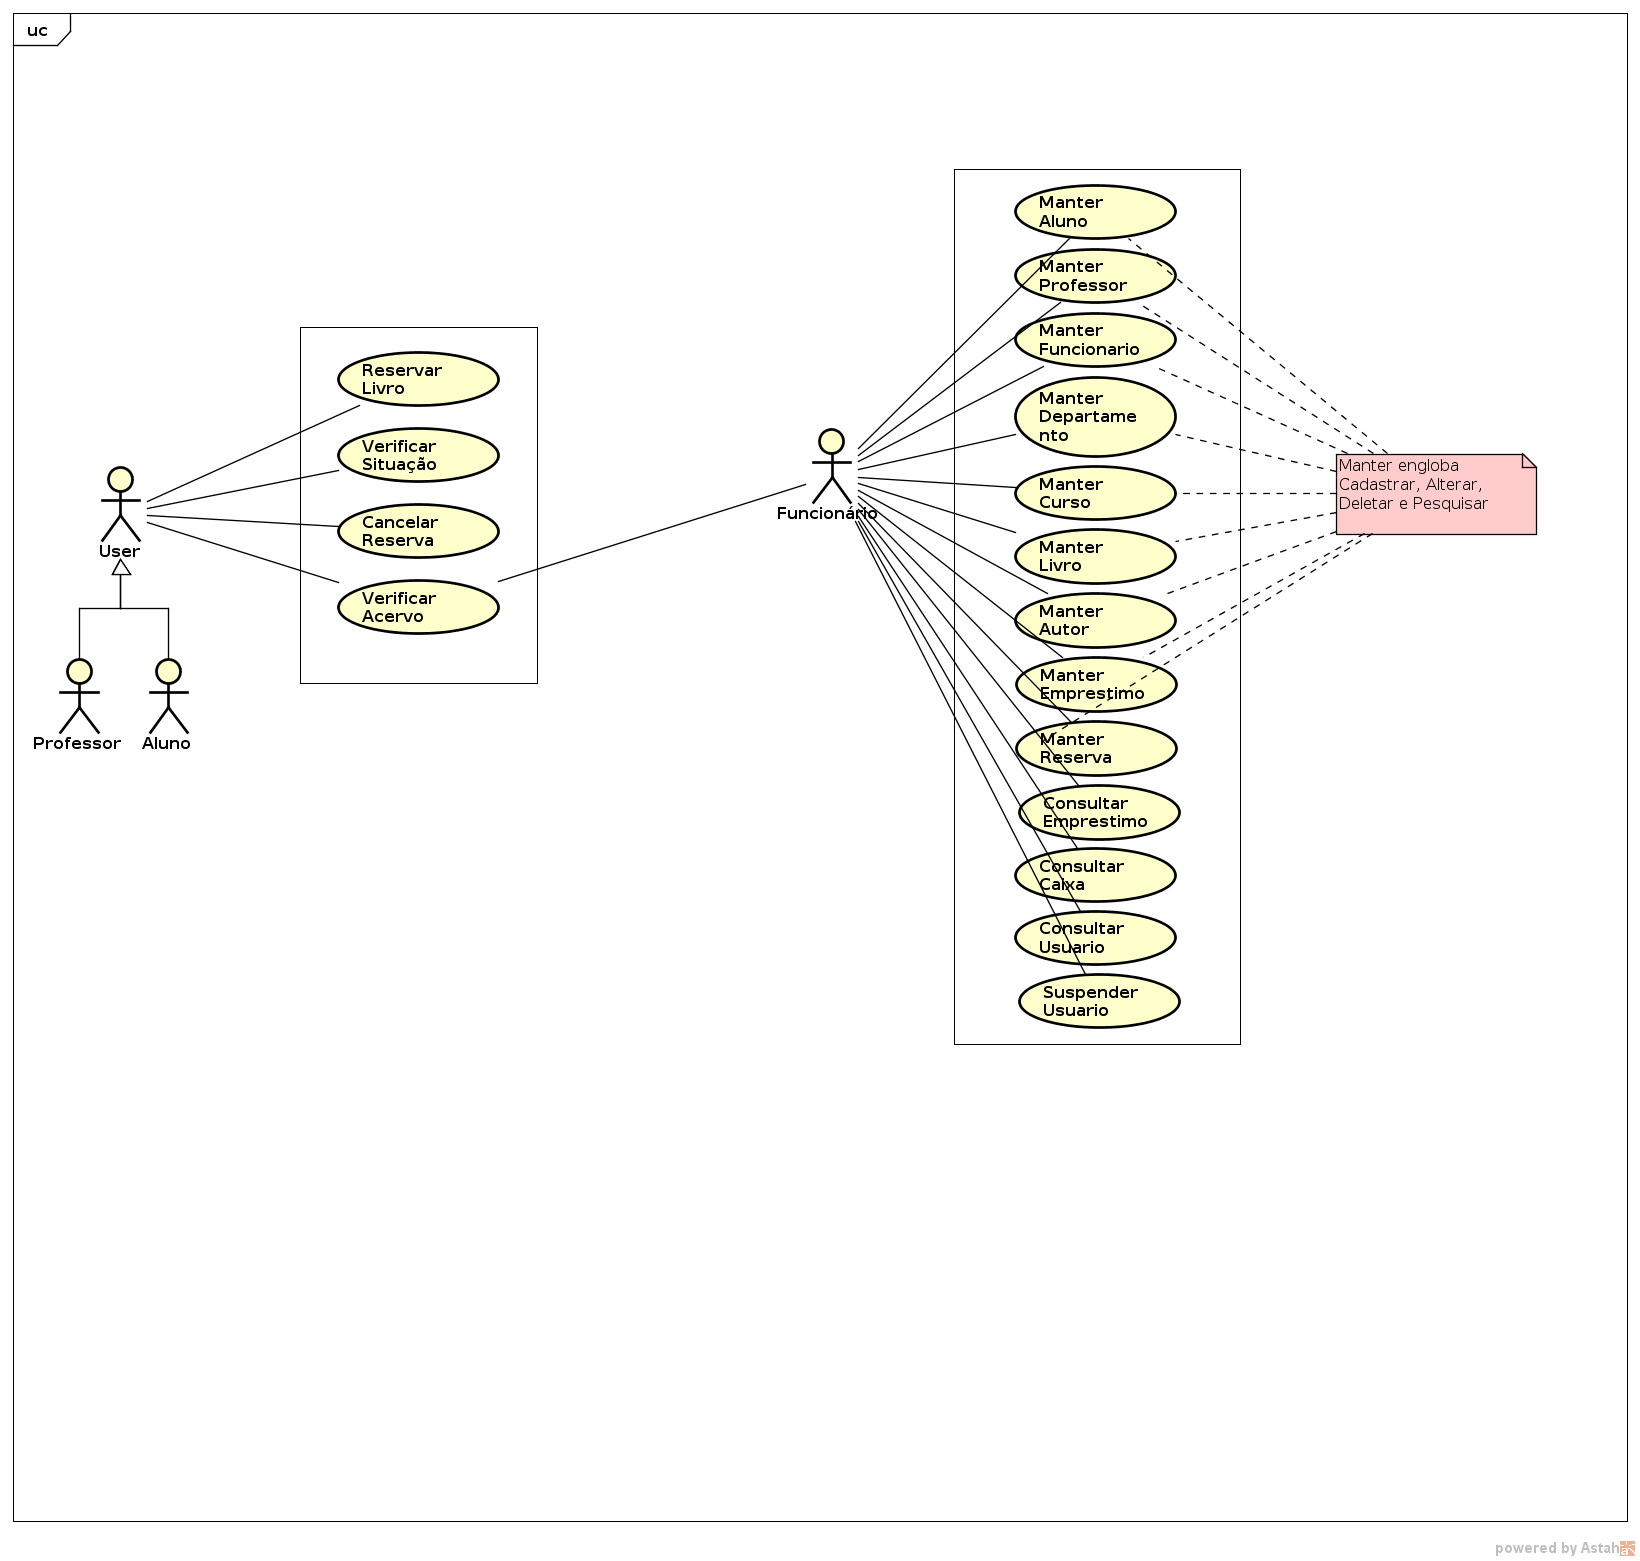 uc
Reservar
Livro
Verificar
Situação
Cancelar
Reserva
Verificar
Acervo
User
Professor
Aluno
Funcionário
Manter
Aluno
Manter
Professor
Manter
Funcionario
Manter
Departame
nto
Manter
Curso
Manter
Livro
Manter
Autor
Manter
Emprestimo
Manter
Reserva
Consultar
Emprestimo
Consultar
Caixa
Consultar
Usuario
Suspender
Usuario
Manter engloba
Cadastrar, Alterar,
Deletar e Pesquisar
powered by Astah